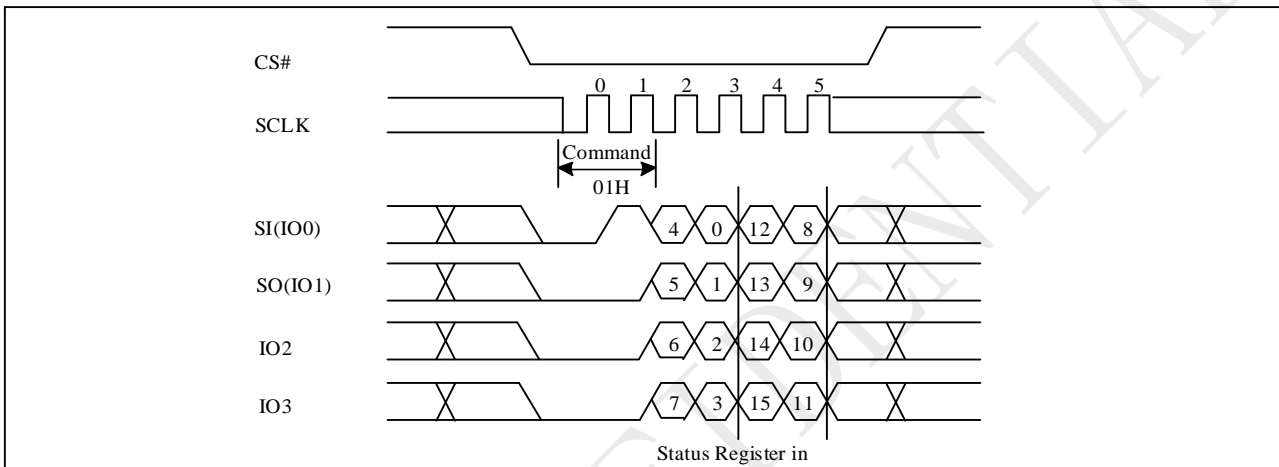 CS#
0 1 2 3 4 5
SCLK
Command
01H
SI(IO0) 4 0 12 8
SO(IO1) 5 1 13 9
IO2 6 2 14 10
IO3 7 3 15 11
Status Register in